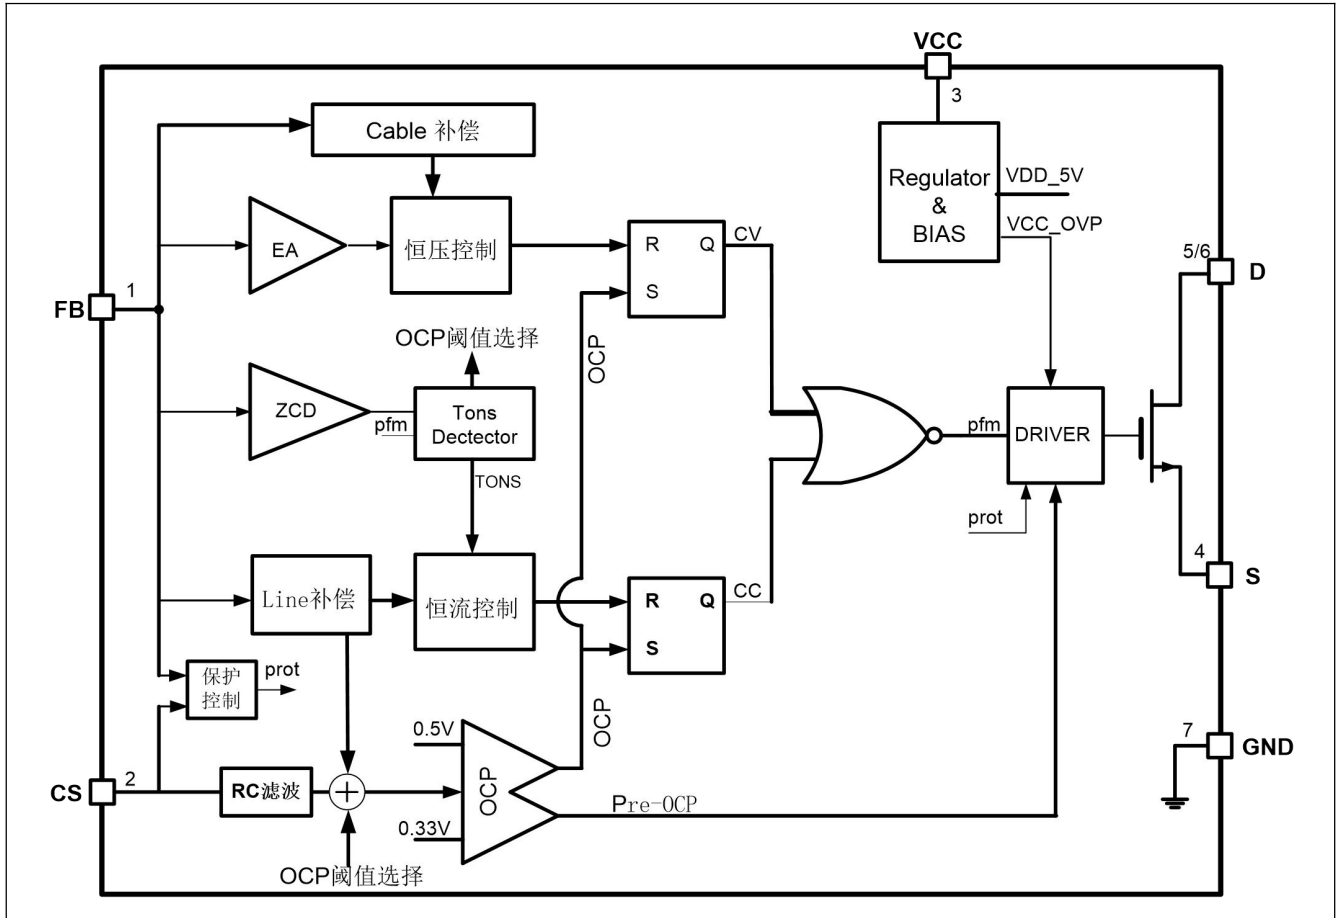 VCC
3
Cable 补偿
Regulator
&
BIAS
VDD_5V
VCC_OVP
EA
恒压控制
R Q
S
CV
5/6
D
FB
1
OCP阈值选择
OCP
ZCD
pfm
Tons
Dectector
TONS
pfm
DRIVER
prot
4
S
Line补偿
恒流控制
R Q
S
CC
保护
控制
prot
0.5V
OCP
7
GND
CS
2
RC滤波
OCP
Pre-OCP
0.33V
OCP阈值选择